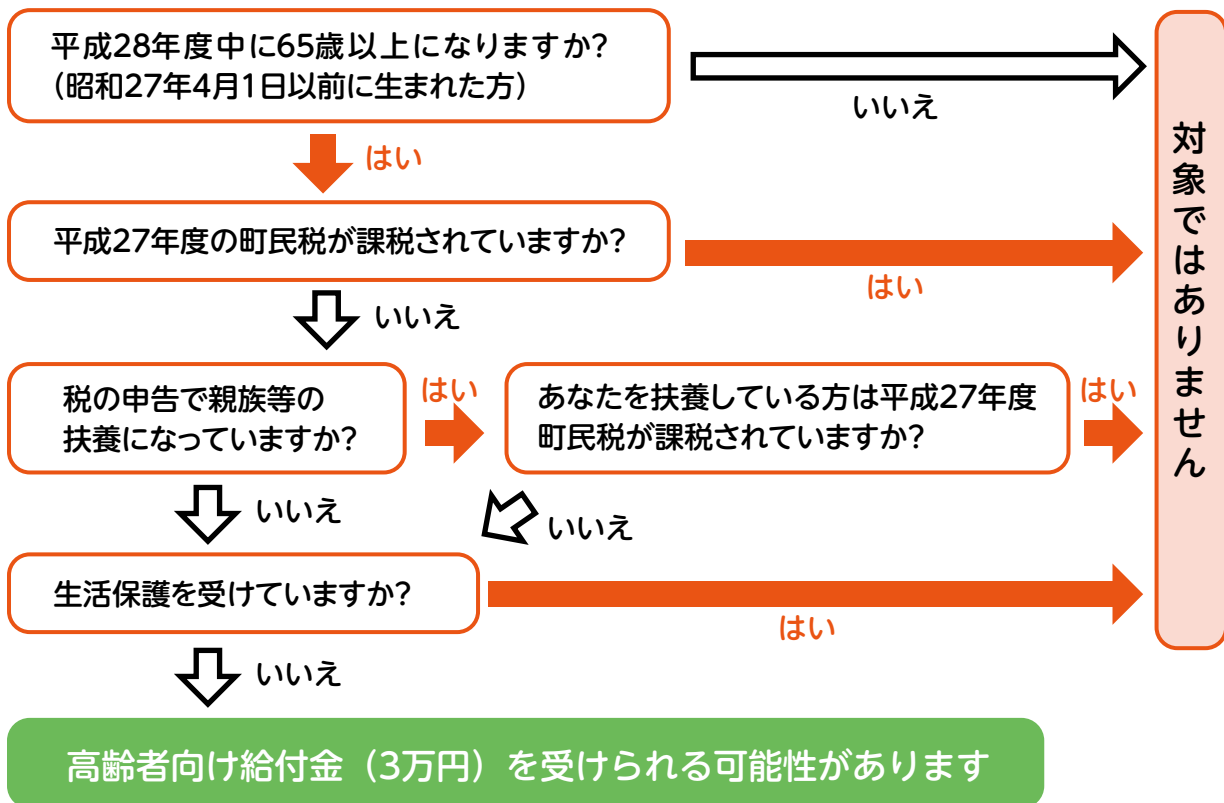 平成28年度中に65歳以上になりますか?
（昭和27年4月1日以前に生まれた方）
いいえ
はい
平成27年度の町民税が課税されていますか?
はい
いいえ
税の申告で親族等の
扶養になっていますか?
はい
あなたを扶養している方は平成27年度
町民税が課税されていますか?
はい
いいえ
いいえ
生活保護を受けていますか?
はい
いいえ
対象ではありません
高齢者向け給付金（3万円）を受けられる可能性があります